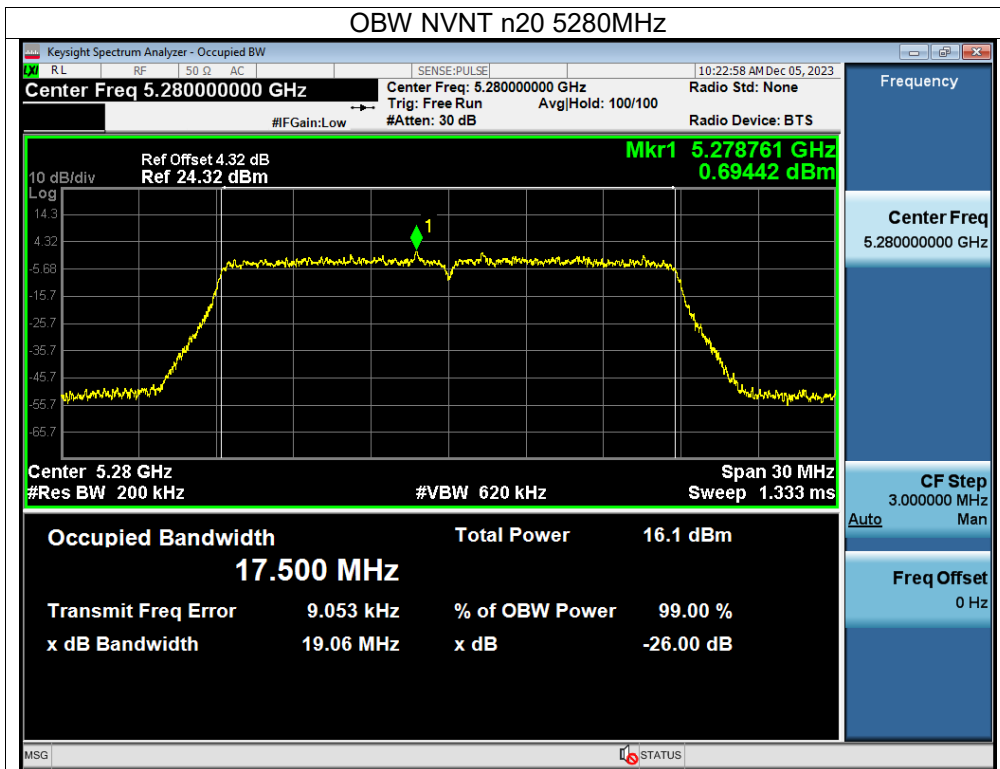 OBW NVNT n20 5280MHz
Keysight Spectrum Analyzer - Occupied BW
LXI RL RF 50 Ω AC SENSE:PULSE 10:22:58 AM Dec 05, 2023
Center Freq 5.280000000 GHz Center Freq: 5.280000000 GHz Radio Std: None
Trig: Free Run Avg|Hold: 100/100
#IFGain:Low #Atten: 30 dB Radio Device: BTS
Frequency
Mkr1 5.278761 GHz
0.69442 dBm
Ref Offset 4.32 dB
10 dB/div Ref 24.32 dBm
Log
14.3
4.32
-5.68
-15.7
-25.7
-35.7
-45.7
-55.7
-65.7
1
Center 5.28 GHz Span 30 MHz
#Res BW 200 kHz #VBW 620 kHz Sweep 1.333 ms
Occupied Bandwidth Total Power 16.1 dBm
17.500 MHz
Transmit Freq Error 9.053 kHz % of OBW Power 99.00 %
x dB Bandwidth 19.06 MHz x dB -26.00 dB
Center Freq
5.280000000 GHz
CF Step
3.000000 MHz
Auto Man
Freq Offset
0 Hz
MSG STATUS